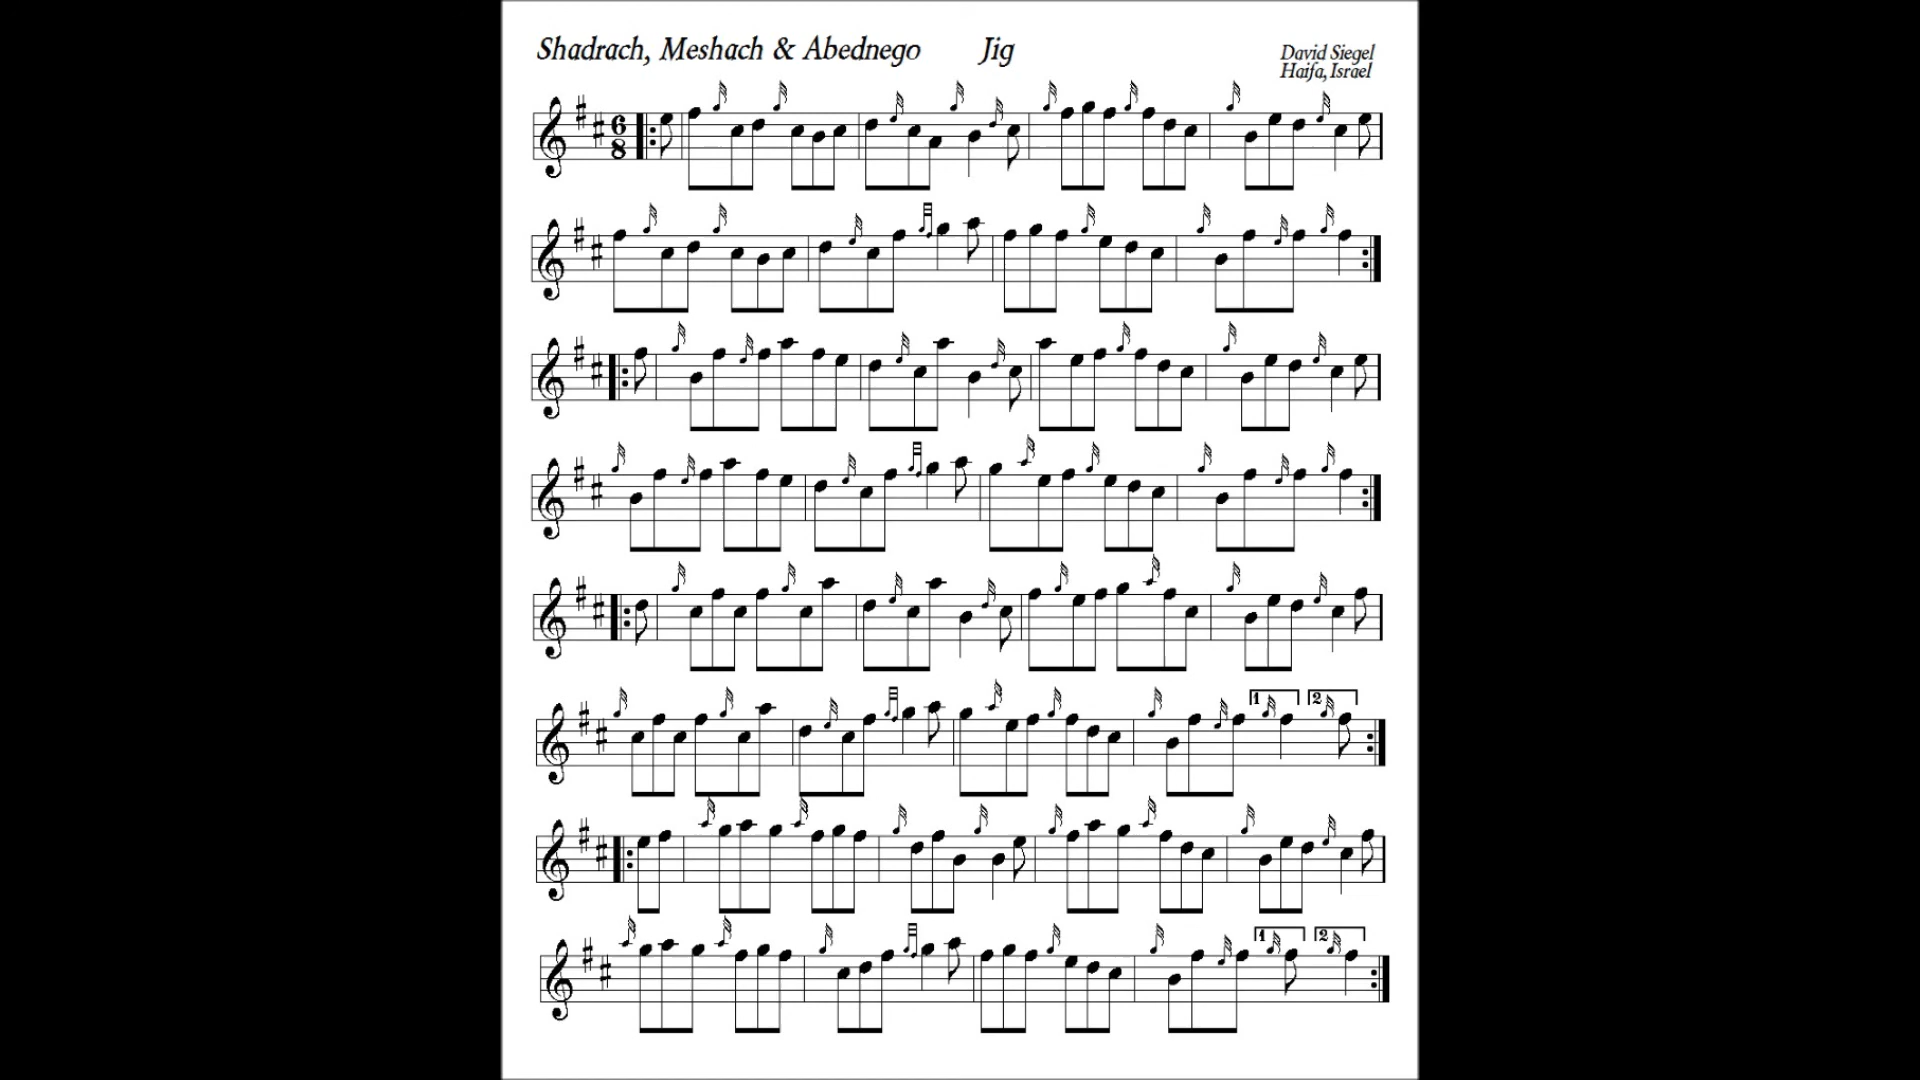 Shadrach, Meshach & Abednego Jig
David Siegel
Haifa, Israel
6
8
1 2
1 2